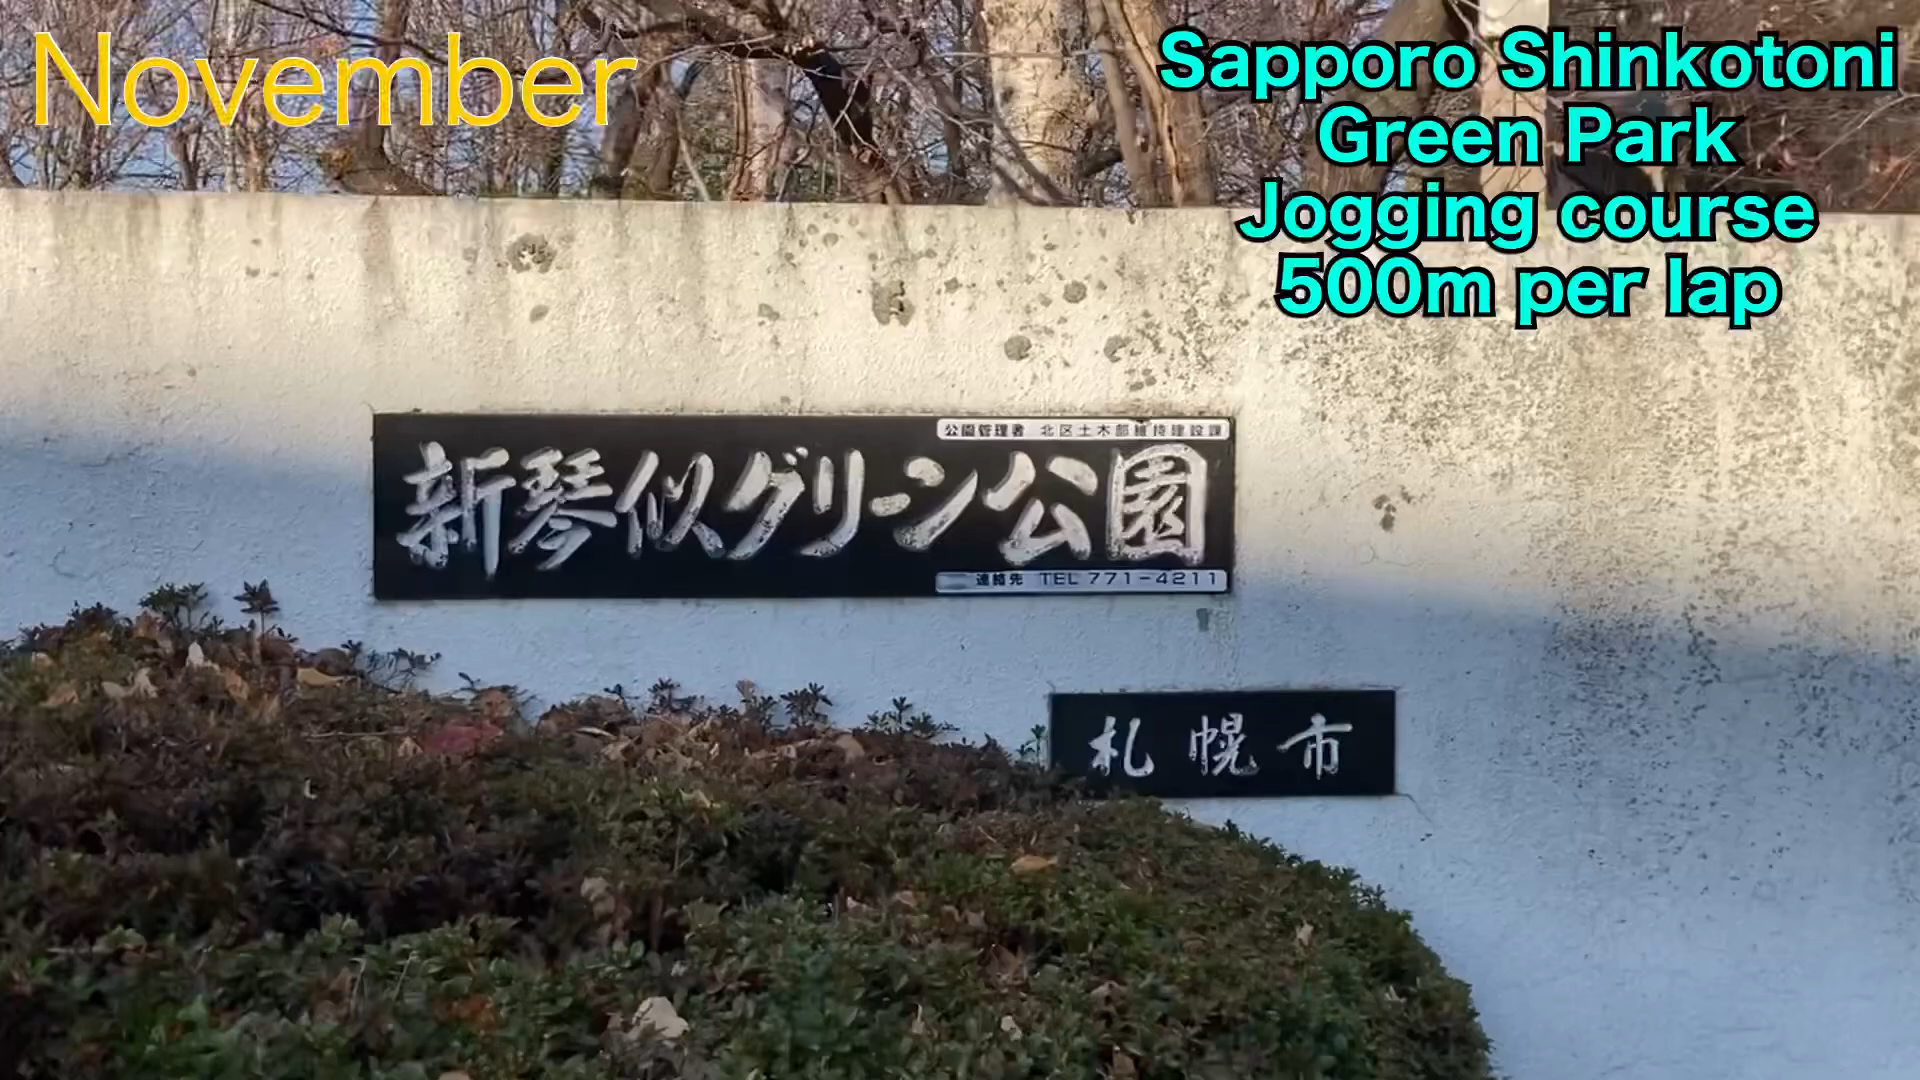 November
Sapporo Shinkotoni
Green Park
Jogging course
500m per lap
公園管理者 北区土木部維持建設課
新琴似グリーン公園
連絡先 TEL 771-4211
札幌市